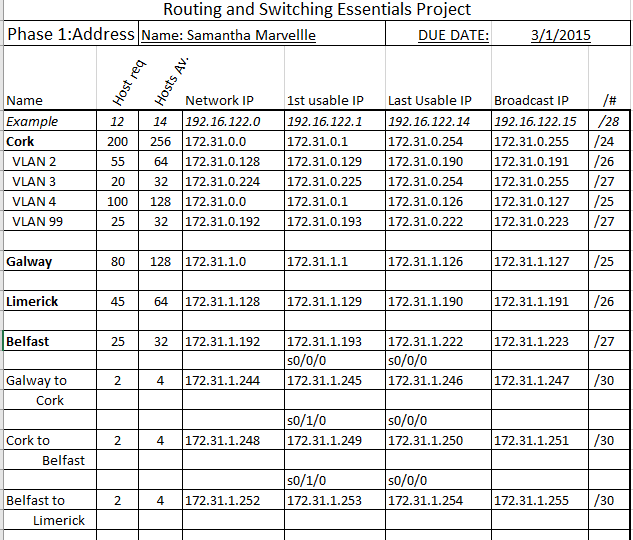 Routing and Switching Essentials Project
Phase 1:Address Name: Samantha Marvellle DUE DATE: 3/1/2015
Name Host req Hosts Av. Network IP 1st usable IP Last Usable IP Broadcast IP /#
Example 12 14 192.16.122.0 192.16.122.1 192.16.122.14 192.16.122.15 /28
Cork 200 256 172.31.0.0 172.31.0.1 172.31.0.254 172.31.0.255 /24
VLAN 2 55 64 172.31.0.128 172.31.0.129 172.31.0.190 172.31.0.191 /26
VLAN 3 20 32 172.31.0.224 172.31.0.225 172.31.0.254 172.31.0.255 /27
VLAN 4 100 128 172.31.0.0 172.31.0.1 172.31.0.126 172.31.0.127 /25
VLAN 99 25 32 172.31.0.192 172.31.0.193 172.31.0.222 172.31.0.223 /27
Galway 80 128 172.31.1.0 172.31.1.1 172.31.1.126 172.31.1.127 /25
Limerick 45 64 172.31.1.128 172.31.1.129 172.31.1.190 172.31.1.191 /26
Belfast 25 32 172.31.1.192 172.31.1.193 172.31.1.222 172.31.1.223 /27
s0/0/0 s0/0/0
Galway to 2 4 172.31.1.244 172.31.1.245 172.31.1.246 172.31.1.247 /30
Cork
s0/1/0 s0/0/0
Cork to 2 4 172.31.1.248 172.31.1.249 172.31.1.250 172.31.1.251 /30
Belfast
s0/1/0 s0/0/0
Belfast to 2 4 172.31.1.252 172.31.1.253 172.31.1.254 172.31.1.255 /30
Limerick